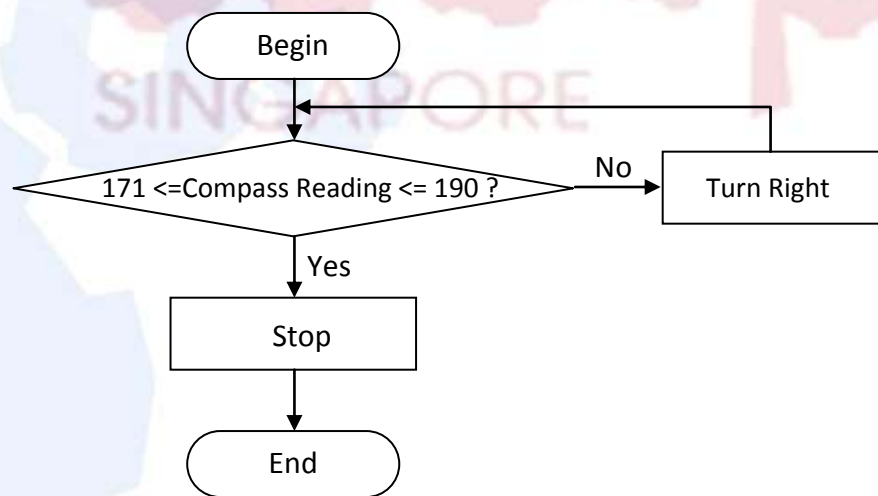 Begin
SINGAPORE
171 <=Compass Reading <= 190 ?
No
Turn Right
Yes
Stop
End